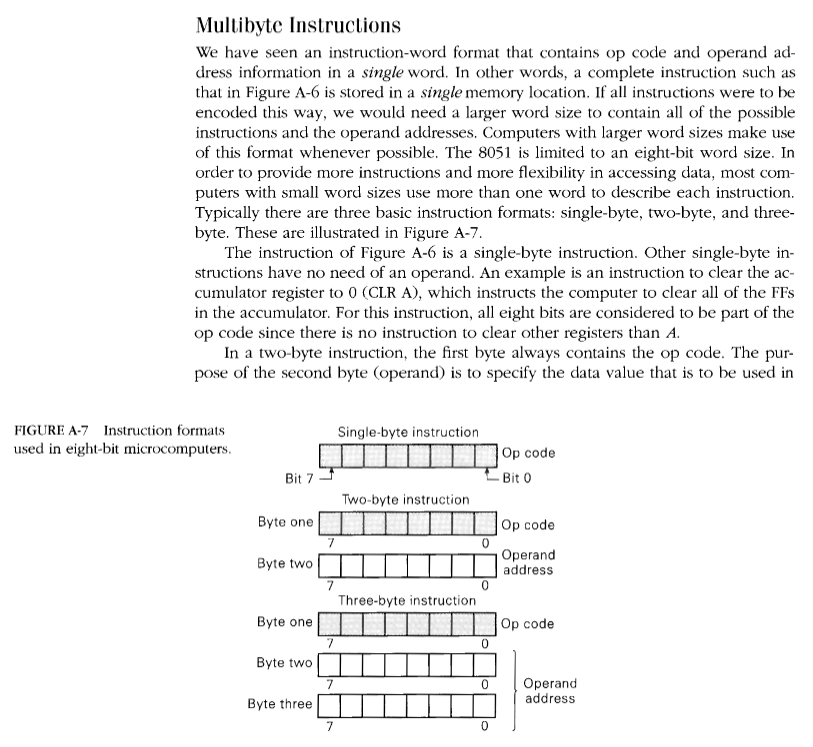 Multibyte Instructions
We have seen an instruction-word format that contains op code and operand ad-
dress information in a single word. In other words, a complete instruction such as
that in Figure A-6 is stored in a single memory location. If all instructions were to be
encoded this way, we would need a larger word size to contain all of the possible
instructions and the operand addresses. Computers with larger word sizes make use
of this format whenever possible. The 8051 is limited to an eight-bit word size. In
order to provide more instructions and more flexibility in accessing data, most com-
puters with small word sizes use more than one word to describe each instruction.
Typically there are three basic instruction formats: single-byte, two-byte, and three-
byte. These are illustrated in Figure A-7.
The instruction of Figure A-6 is a single-byte instruction. Other single-byte in-
structions have no need of an operand. An example is an instruction to clear the ac-
cumulator register to 0 (CLR A), which instructs the computer to clear all of the FFs
in the accumulator. For this instruction, all eight bits are considered to be part of the
op code since there is no instruction to clear other registers than A.
In a two-byte instruction, the first byte always contains the op code. The pur-
pose of the second byte (operand) is to specify the data value that is to be used in
FIGURE A-7 Instruction formats
used in eight-bit microcomputers.
Single-byte instruction
Op code
Bit 7
Bit 0
Two-byte instruction
Byte one
Op code
7
0
Byte two
Operand
address
7
0
Three-byte instruction
Byte one
Op code
7
0
Byte two
7
0
Operand
address
Byte three
7
0